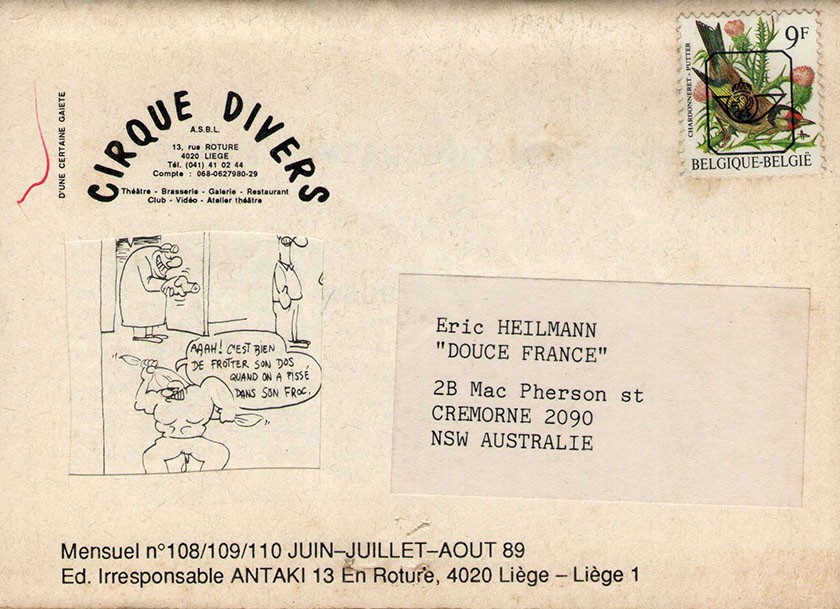 D'UNE CERTAINE GAIETE
CIRQUE DIVERS
A.S.B.L.
13, rue ROTURE
4020 LIEGE
Tél. (041) 41 02 44
Compte : 068-0627980-29
Théâtre - Brasserie - Galerie - Restaurant
Club - Vidéo - Atelier théâtre
9F
CHARDONNERET - PUTTER
BELGIQUE-BELGIË
AAAH! C'EST BIEN
DE FROTTER SON DOS
QUAND ON A PISSÉ
DANS SON FROC.
Eric HEILMANN
"DOUCE FRANCE"
2B Mac Pherson st
CREMORNE 2090
NSW AUSTRALIE
Mensuel n°108/109/110 JUIN–JUILLET–AOUT 89
Ed. Irresponsable ANTAKI 13 En Roture, 4020 Liège – Liège 1